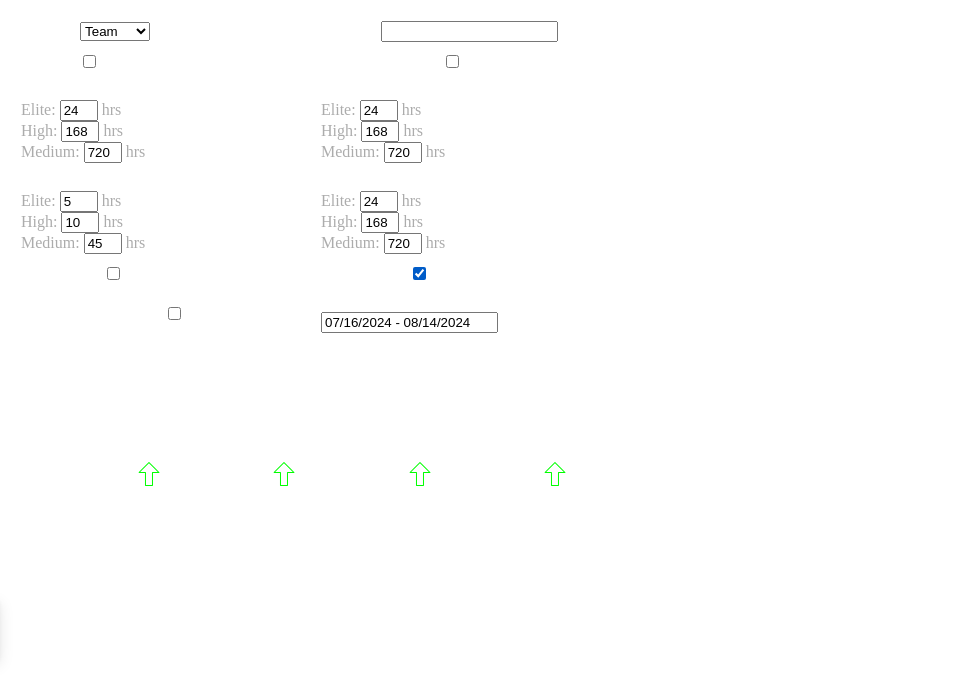 Team
Elite: 24 hrs
High: 168 hrs
Medium: 720 hrs
Elite: 24 hrs
High: 168 hrs
Medium: 720 hrs
Elite: 5 hrs
High: 10 hrs
Medium: 45 hrs
Elite: 24 hrs
High: 168 hrs
Medium: 720 hrs
07/16/2024 - 08/14/2024